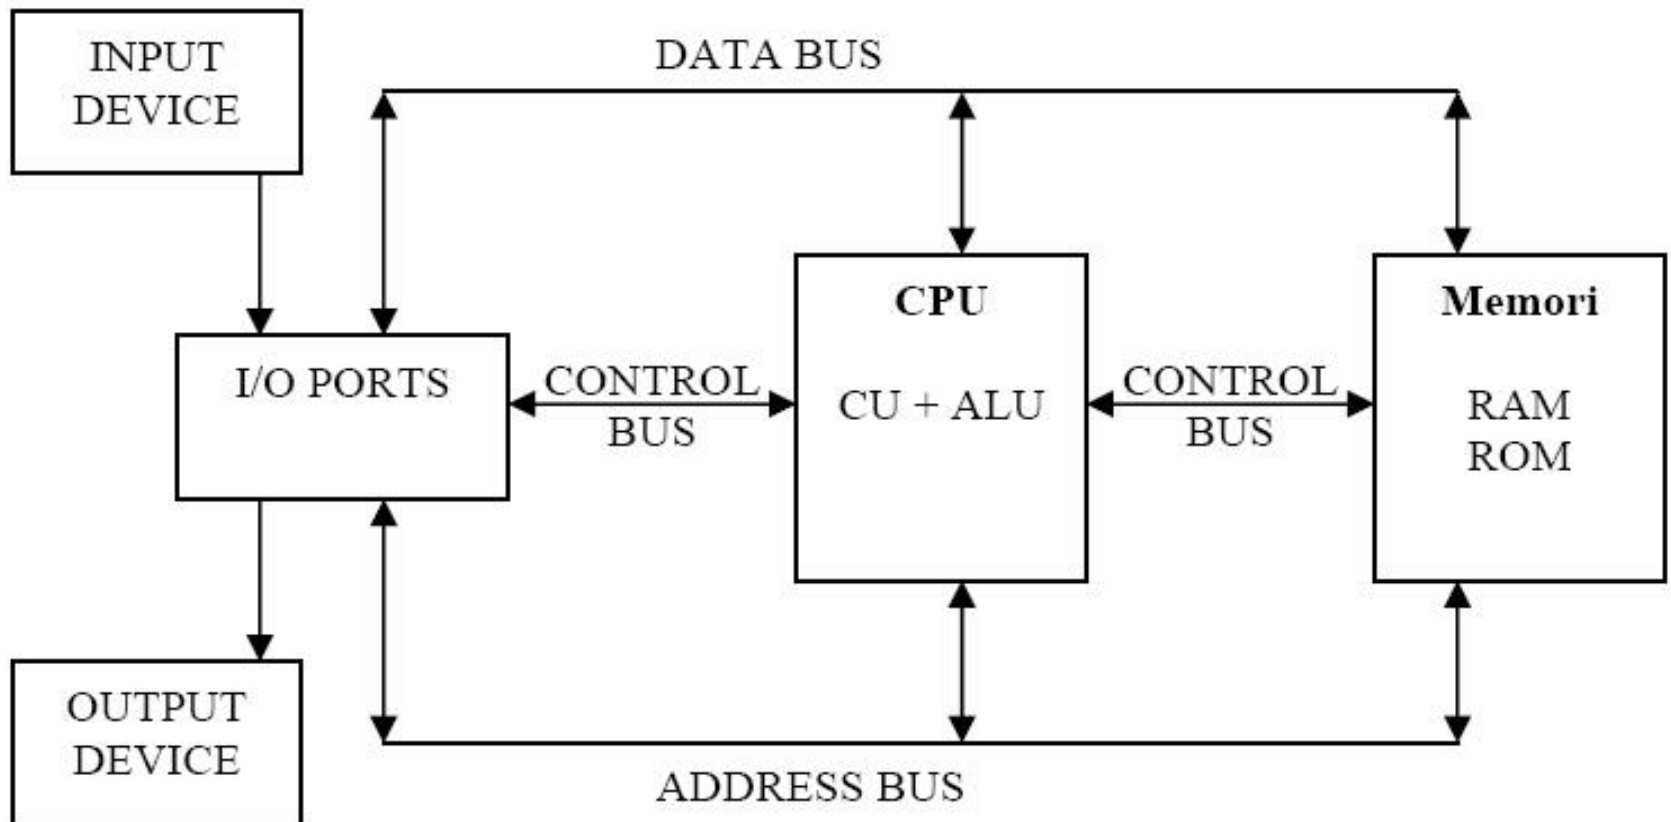 INPUT
DEVICE
DATA BUS
I/O PORTS
CONTROL
BUS
CPU
CU + ALU
CONTROL
BUS
Memori
RAM
ROM
OUTPUT
DEVICE
ADDRESS BUS